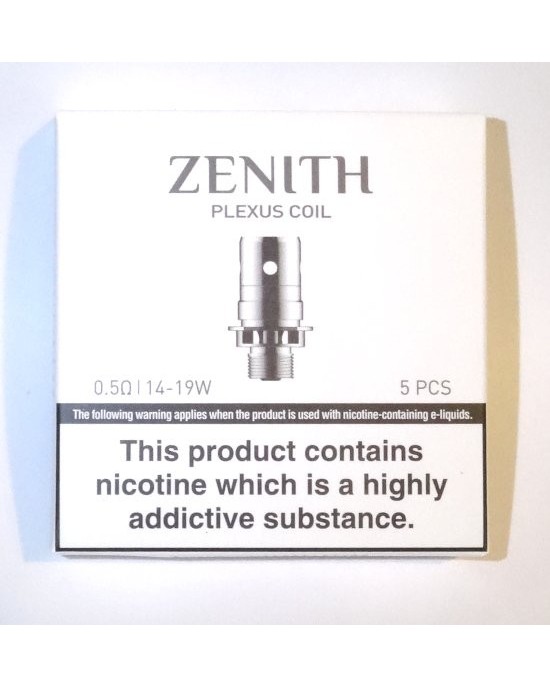 ZENITH
PLEXUS COIL
0.5Ω | 14-19W 5 PCS
The following warning applies when the product is used with nicotine-containing e-liquids.
This product contains
nicotine which is a highly
addictive substance.